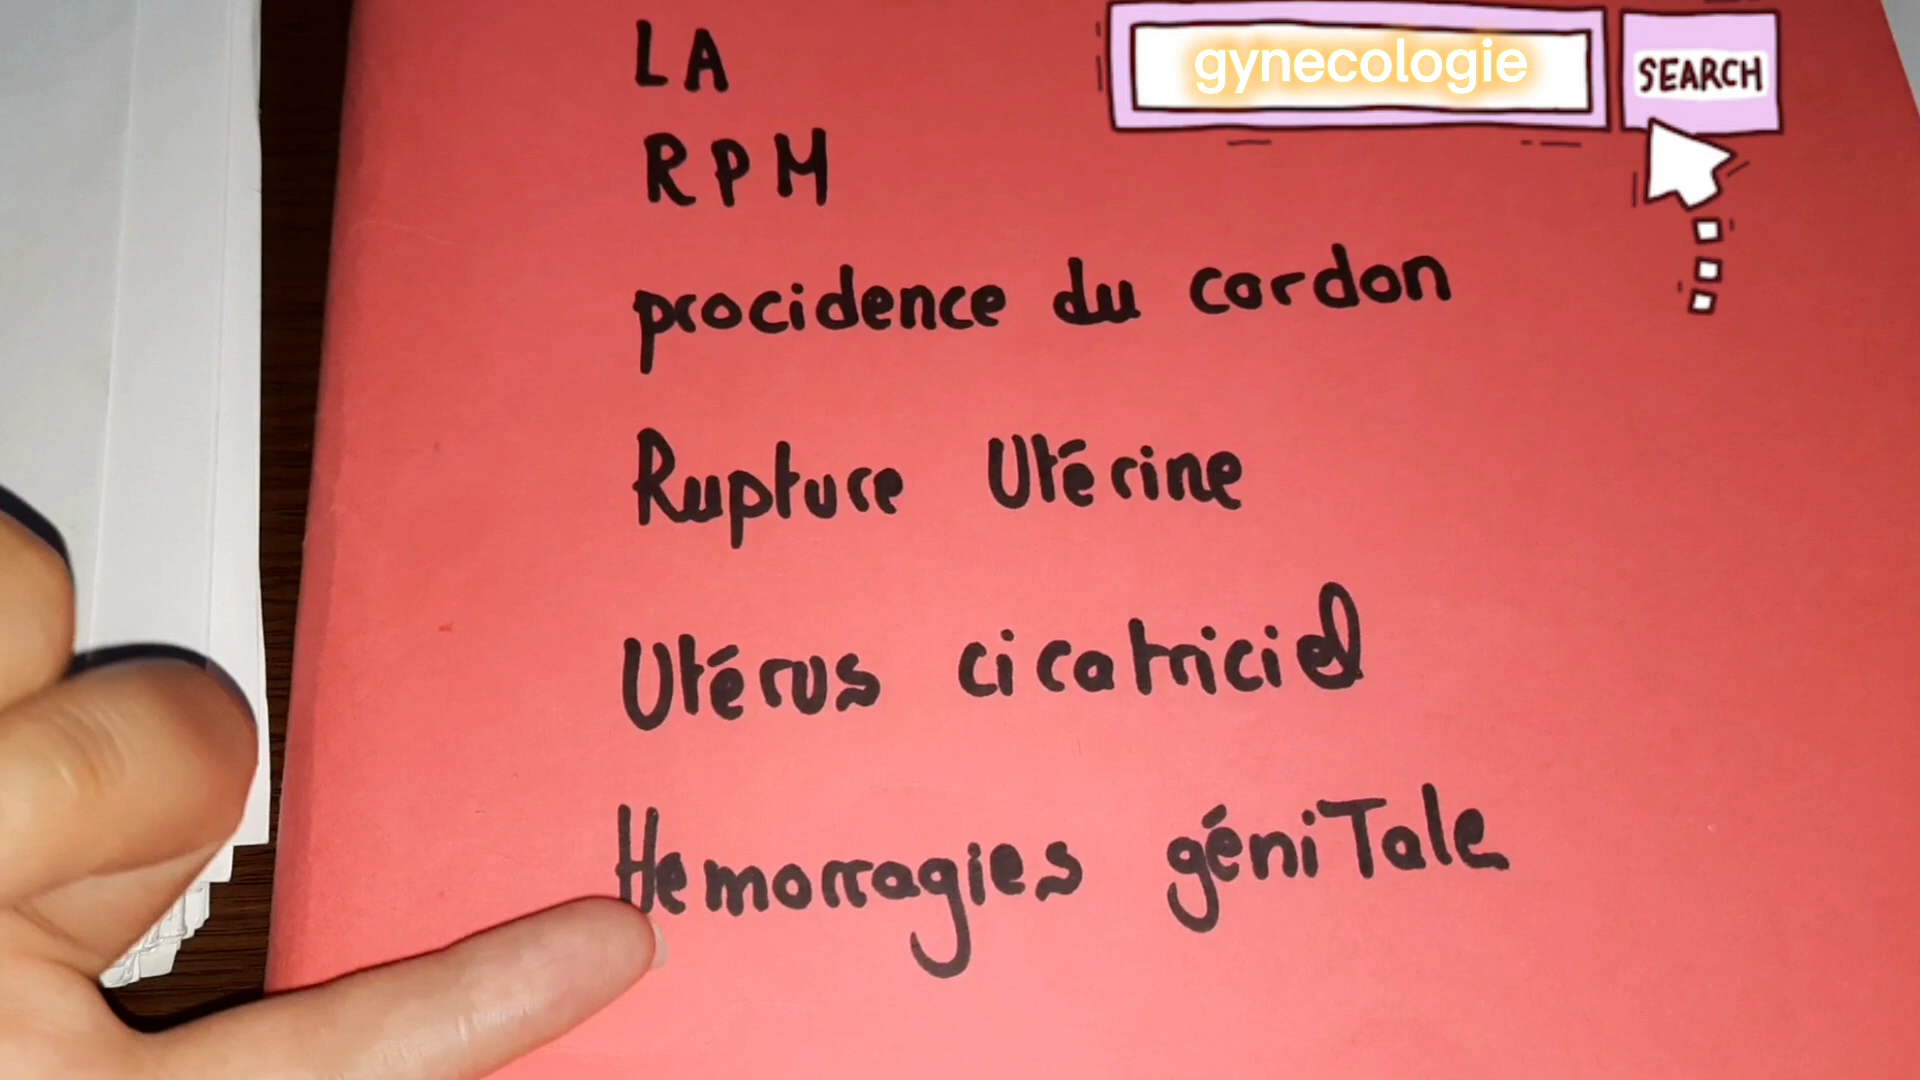 gynecologie
SEARCH
LA
RPM
procidence du cordon
Rupture Utérine
Utérus cicatriciel
Hemorragies géniTale